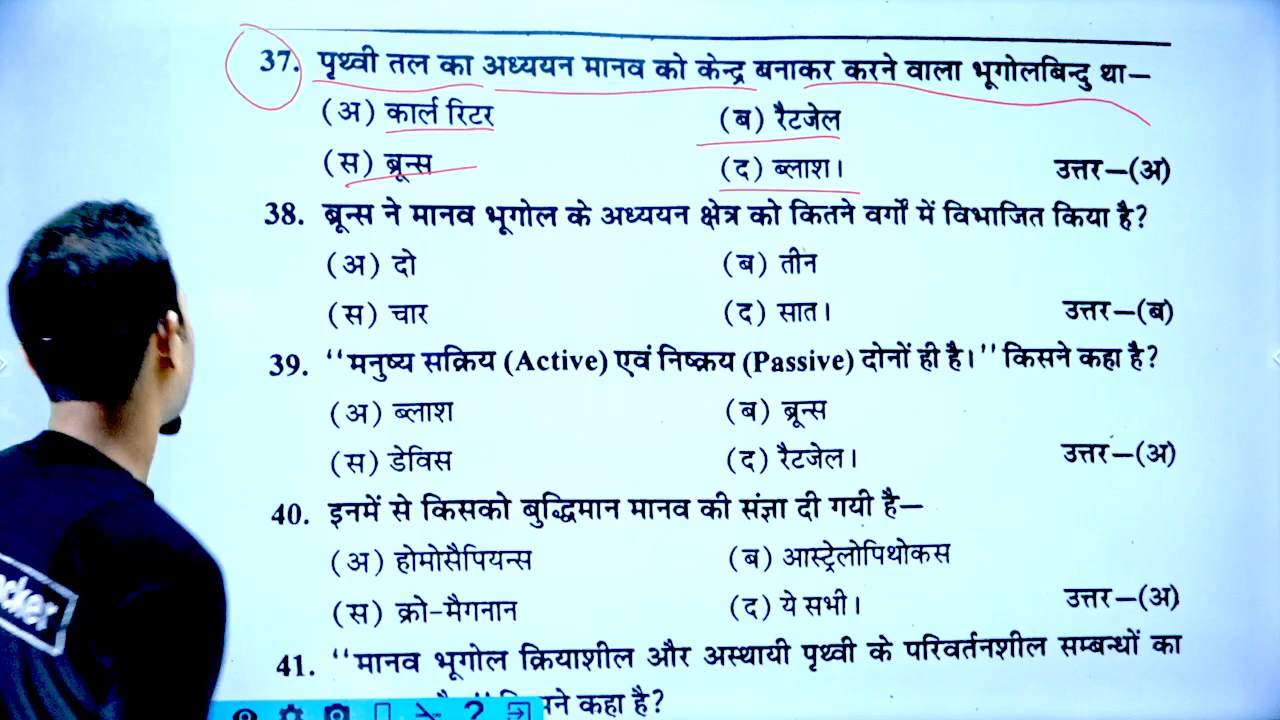 37. पृथ्वी तल का अध्ययन मानव को केन्द्र बनाकर करने वाला भूगोलबिन्दु था—
(अ) कार्ल रिटर (ब) रैटजेल
(स) ब्रून्स (द) ब्लाश। उत्तर—(अ)
38. ब्रून्स ने मानव भूगोल के अध्ययन क्षेत्र को कितने वर्गों में विभाजित किया है?
(अ) दो (ब) तीन
(स) चार (द) सात। उत्तर—(ब)
39. ‘‘मनुष्य सक्रिय (Active) एवं निष्क्रय (Passive) दोनों ही है।’’ किसने कहा है?
(अ) ब्लाश (ब) ब्रून्स
(स) डेविस (द) रैटजेल। उत्तर—(अ)
40. इनमें से किसको बुद्धिमान मानव की संज्ञा दी गयी है—
(अ) होमोसैपियन्स (ब) आस्ट्रेलोपिथोकस
(स) क्रो-मैगनान (द) ये सभी। उत्तर—(अ)
41. ‘‘मानव भूगोल क्रियाशील और अस्थायी पृथ्वी के परिवर्तनशील सम्बन्धों का
कहा है?